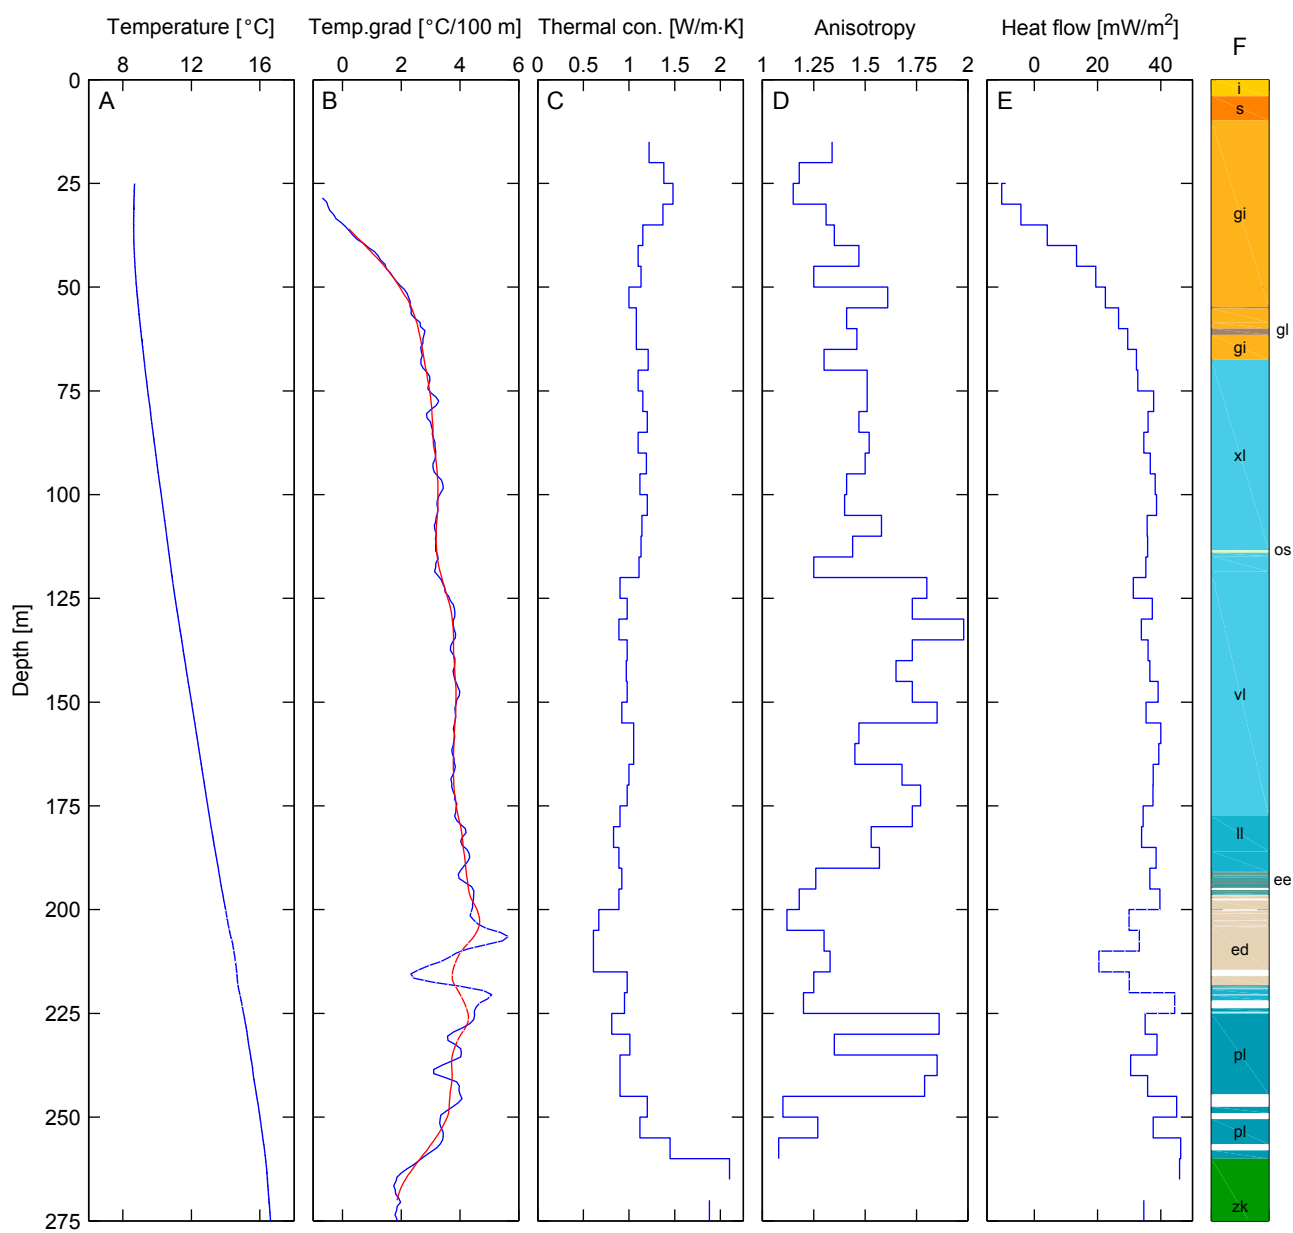 Temperature [°C] Temp.grad [°C/100 m] Thermal con. [W/m·K] Anisotropy Heat flow [mW/m2] F
8 12 16 0 2 4 6 0 0.5 1 1.5 2 1 1.25 1.5 1.75 2 0 20 40
A B C D E
0
25
50
75
100
125
150
175
200
225
250
275
Depth [m]
i
s
gi
gl
gi
xl
os
vl
ll
ee
ed
pl
pl
zk